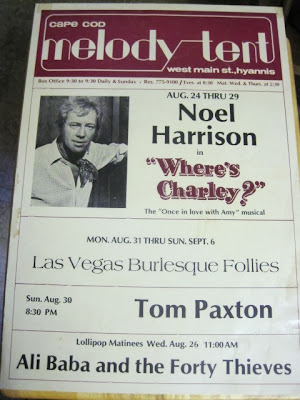 cape cod
melody tent
west main st., hyannis
Box Office 9:30 to 9:30 Daily & Sunday - Res. 775-9100 / Eves. at 8:30 Mat. Wed. & Thurs. at 2:30
AUG. 24 THRU 29
Noel
Harrison
in
"Where's
Charley?"
The "Once in love with Amy" musical
MON. AUG. 31 THRU SUN. SEPT. 6
Las Vegas Burlesque Follies
Sun. Aug. 30
8:30 PM
Tom Paxton
Lollipop Matinees Wed. Aug. 26 11:00 AM
Ali Baba and the Forty Thieves